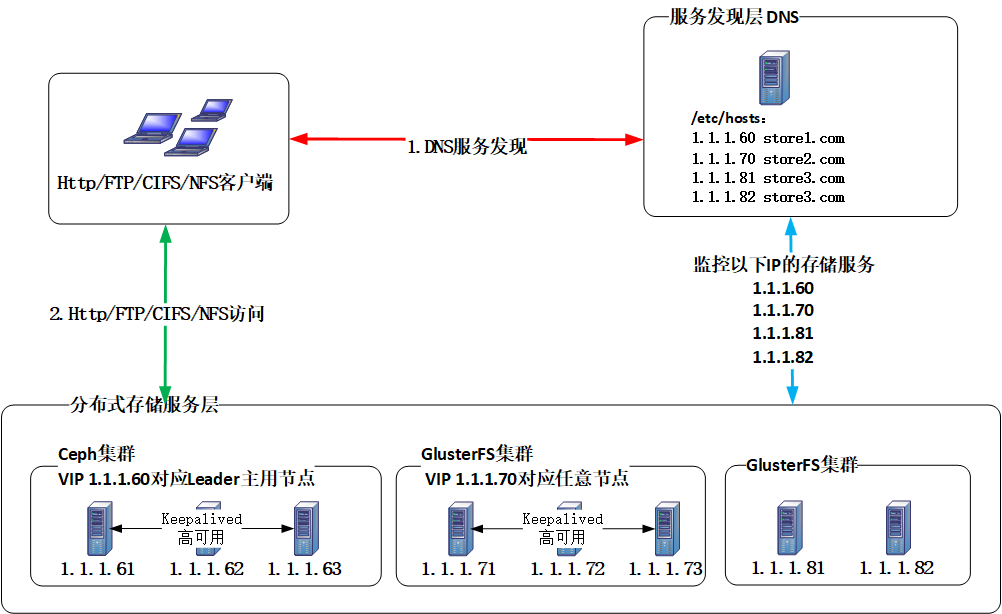 服务发现层 DNS
/etc/hosts：
1.1.1.60 store1.com
1.1.1.70 store2.com
1.1.1.81 store3.com
1.1.1.82 store3.com
Http/FTP/CIFS/NFS客户端
1.DNS服务发现
监控以下IP的存储服务
1.1.1.60
1.1.1.70
1.1.1.81
1.1.1.82
2.Http/FTP/CIFS/NFS访问
分布式存储服务层
Ceph集群
VIP 1.1.1.60对应Leader主用节点
Keepalived
高可用
1.1.1.61
1.1.1.62
1.1.1.63
GlusterFS集群
VIP 1.1.1.70对应任意节点
Keepalived
高可用
1.1.1.71
1.1.1.72
1.1.1.73
GlusterFS集群
1.1.1.81
1.1.1.82